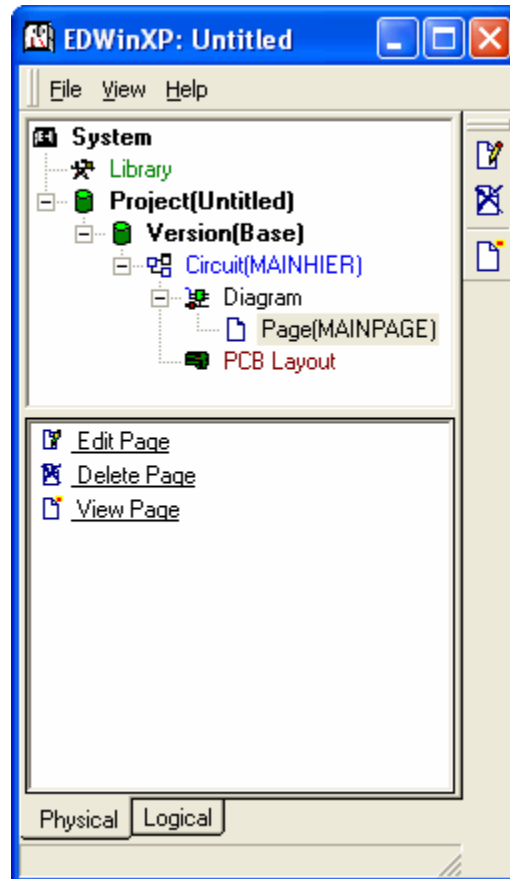 EDWinXP: Untitled
File View Help
System
Library
Project(Untitled)
Version(Base)
Circuit(MAINHIER)
Diagram
Page(MAINPAGE)
PCB Layout
Edit Page
Delete Page
View Page
Physical Logical